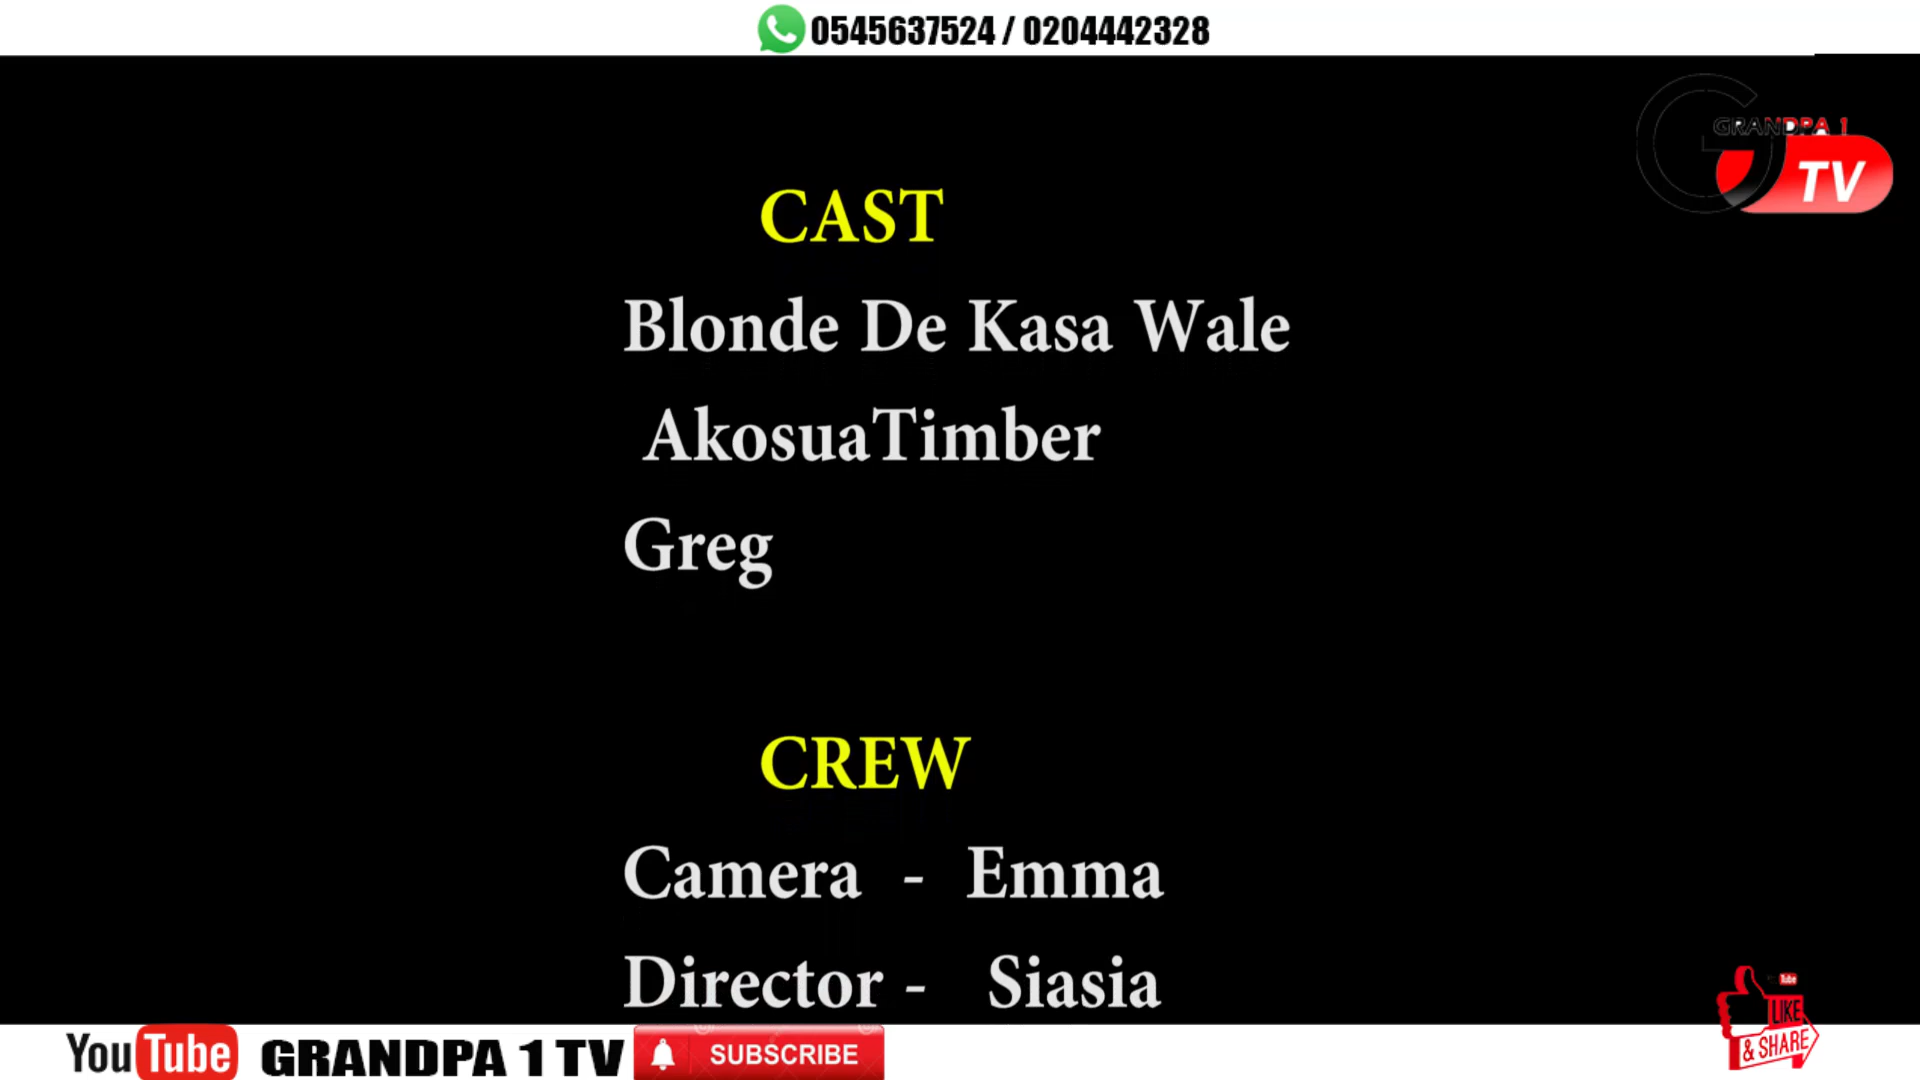 0545637524 / 0204442328
GRANDPA 1
TV
CAST
Blonde De Kasa Wale
AkosuaTimber
Greg
CREW
Camera - Emma
Director - Siasia
YouTube GRANDPA 1 TV SUBSCRIBE
Tube
LIKE
& SHARE